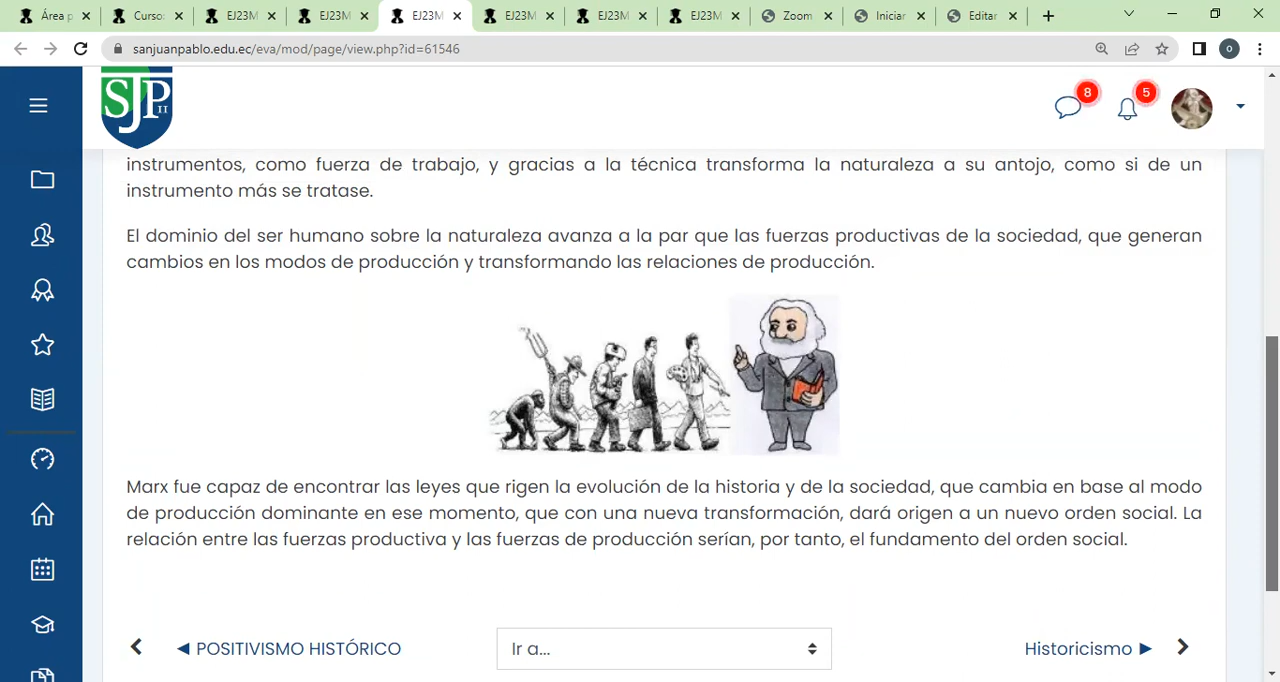 Área p
Curso:
EJ23M
EJ23M
EJ23M
EJ23M
EJ23M
EJ23M
Zoom
Iniciar
Editar
sanjuanpablo.edu.ec/eva/mod/page/view.php?id=61546
O
SJP
II
8
5
instrumentos, como fuerza de trabajo, y gracias a la técnica transforma la naturaleza a su antojo, como si de un
instrumento más se tratase.
El dominio del ser humano sobre la naturaleza avanza a la par que las fuerzas productivas de la sociedad, que generan
cambios en los modos de producción y transformando las relaciones de producción.
Marx fue capaz de encontrar las leyes que rigen la evolución de la historia y de la sociedad, que cambia en base al modo
de producción dominante en ese momento, que con una nueva transformación, dará origen a un nuevo orden social. La
relación entre las fuerzas productiva y las fuerzas de producción serían, por tanto, el fundamento del orden social.
◄ POSITIVISMO HISTÓRICO
Ir a...
Historicismo ►